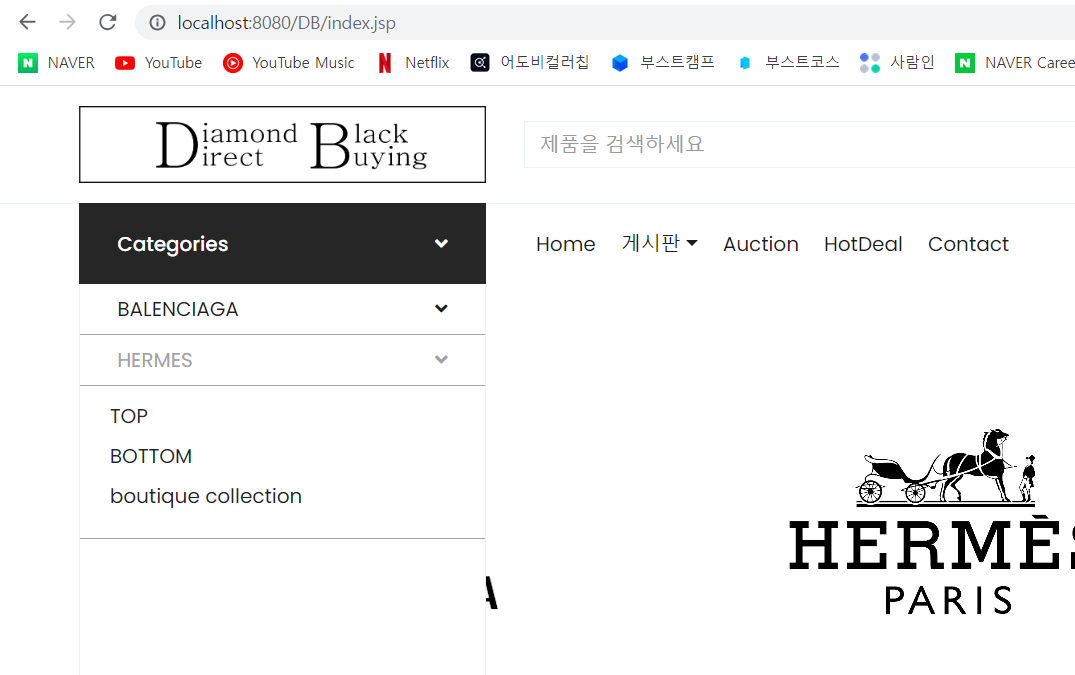 localhost:8080/DB/index.jsp
NAVER YouTube YouTube Music Netflix 어도비컬러칩 부스트캠프 부스트코스 사람인 NAVER Caree
Diamond Black
Direct Buying
제품을 검색하세요
Categories
Home 게시판 Auction HotDeal Contact
BALENCIAGA
HERMES
TOP
BOTTOM
boutique collection
HERMÈS
PARIS
A